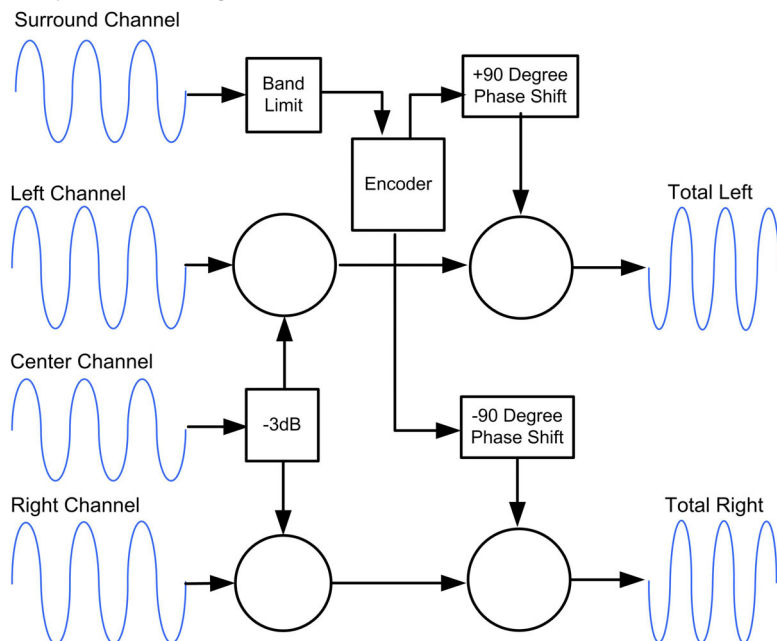 Surround Channel
Band
Limit
+90 Degree
Phase Shift
Encoder
Left Channel
Total Left
Center Channel
-3dB
-90 Degree
Phase Shift
Right Channel
Total Right